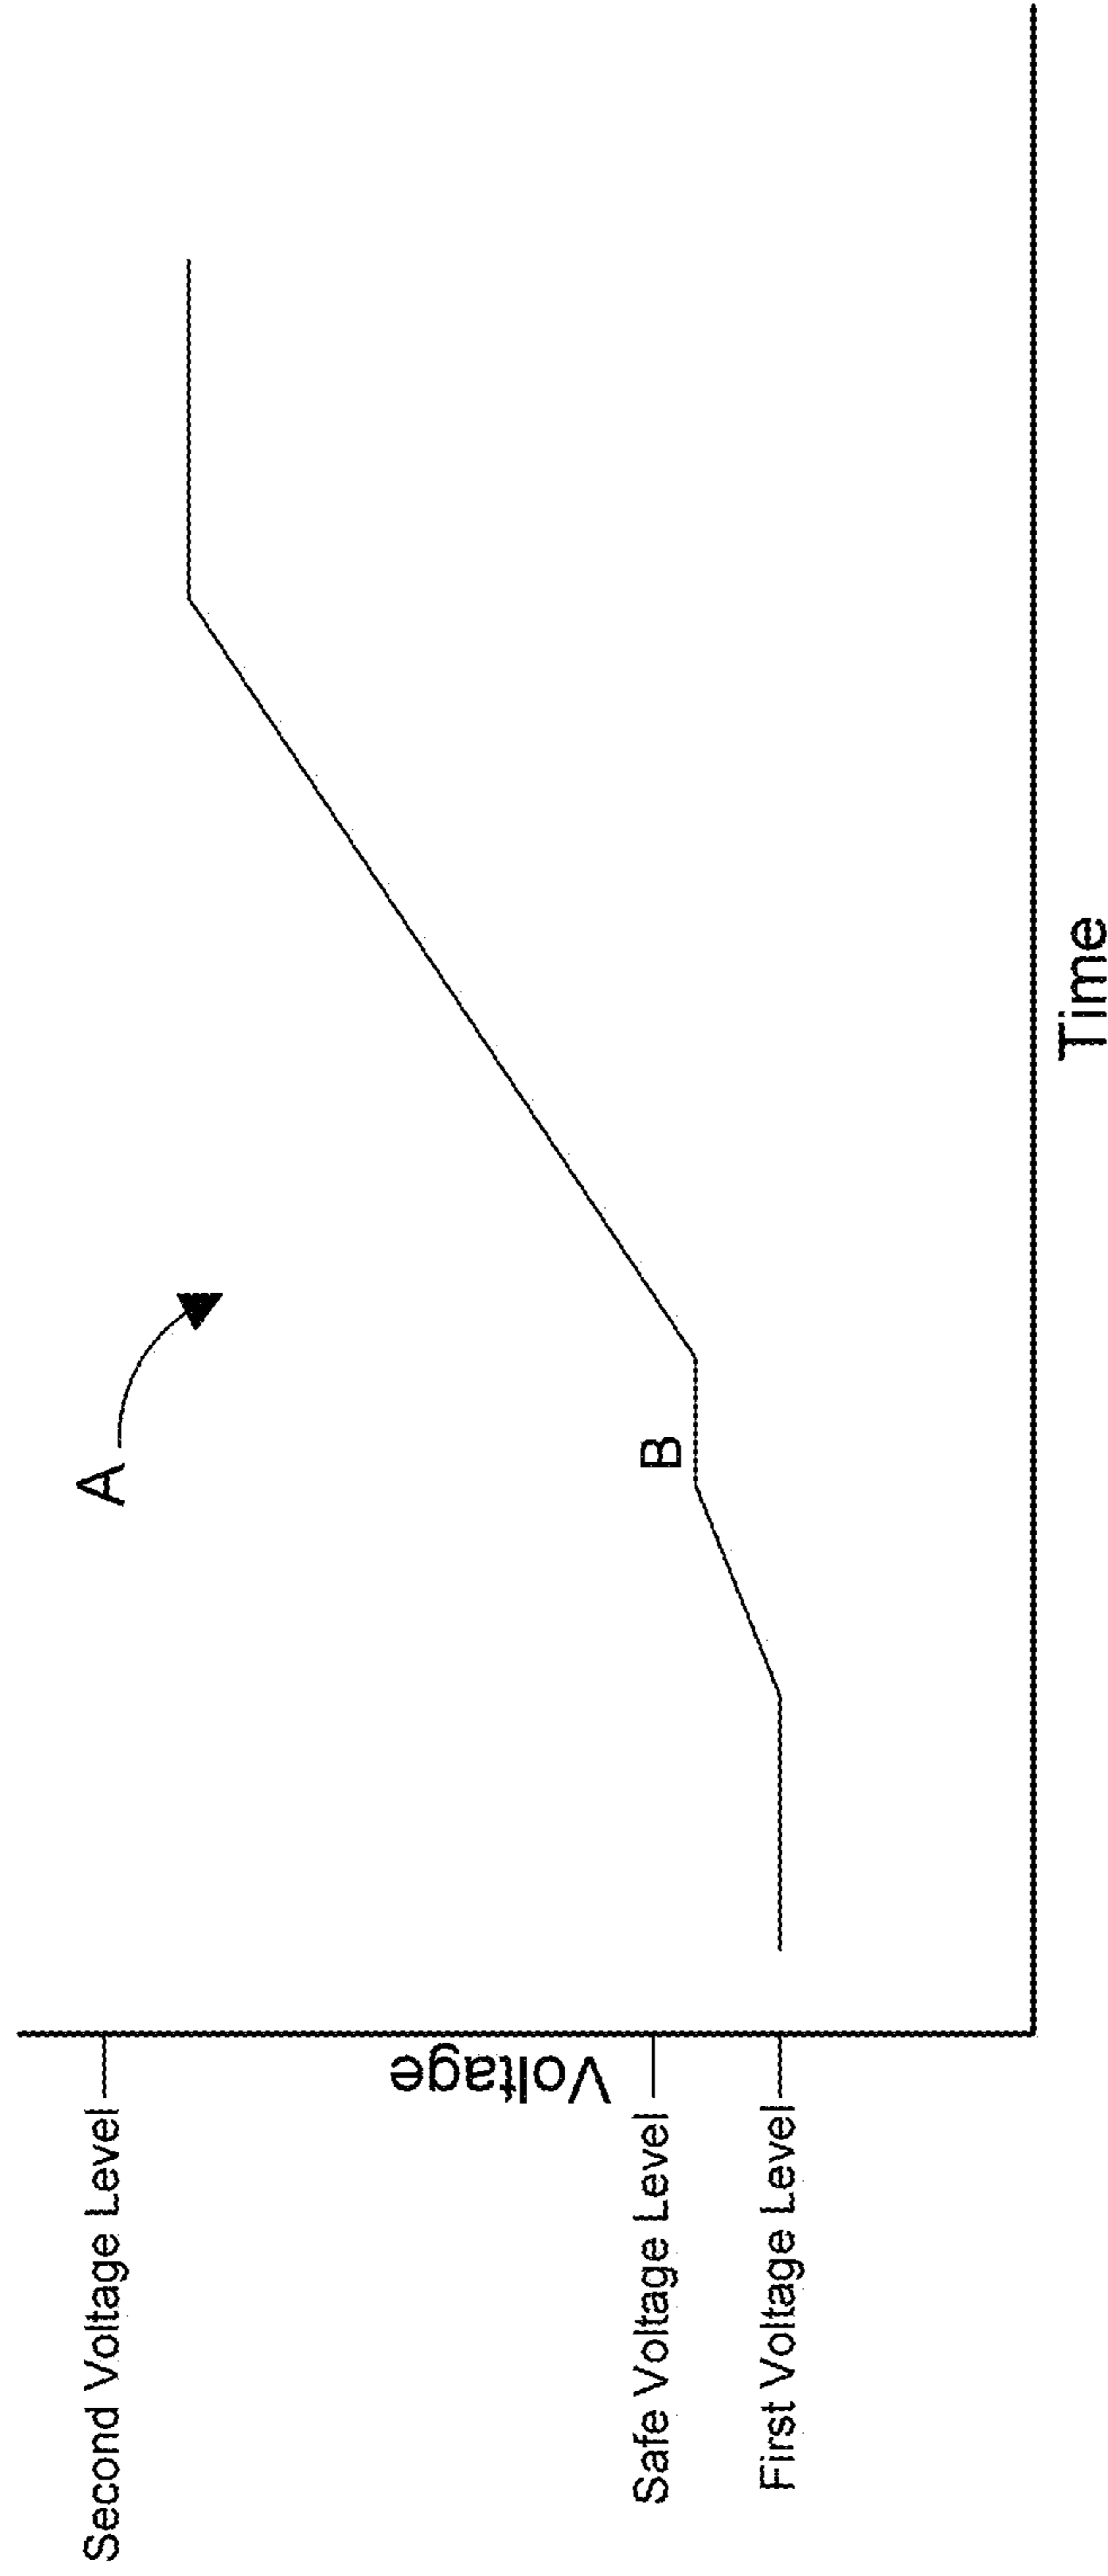 Second Voltage Level
A
Voltage
B
Safe Voltage Level
First Voltage Level
Time